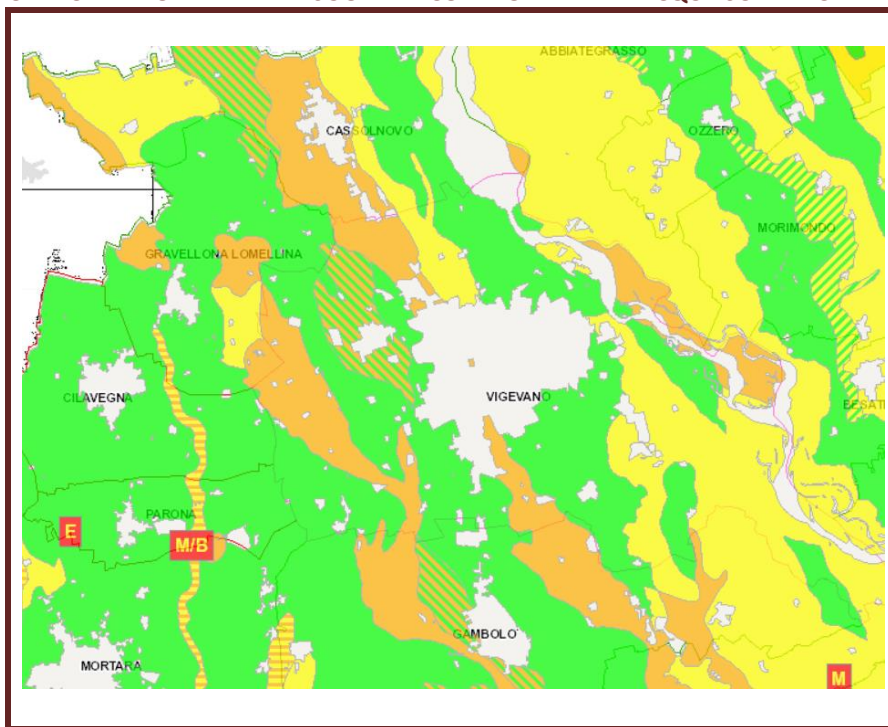 ABBIATEGRASSO
CASSOLNOVO
OZZERO
MORIMONDO
GRAVELLONA LOMELLINA
CILAVEGNA
VIGEVANO
PARONA
E
M/B
GAMBOLO'
MORTARA
M